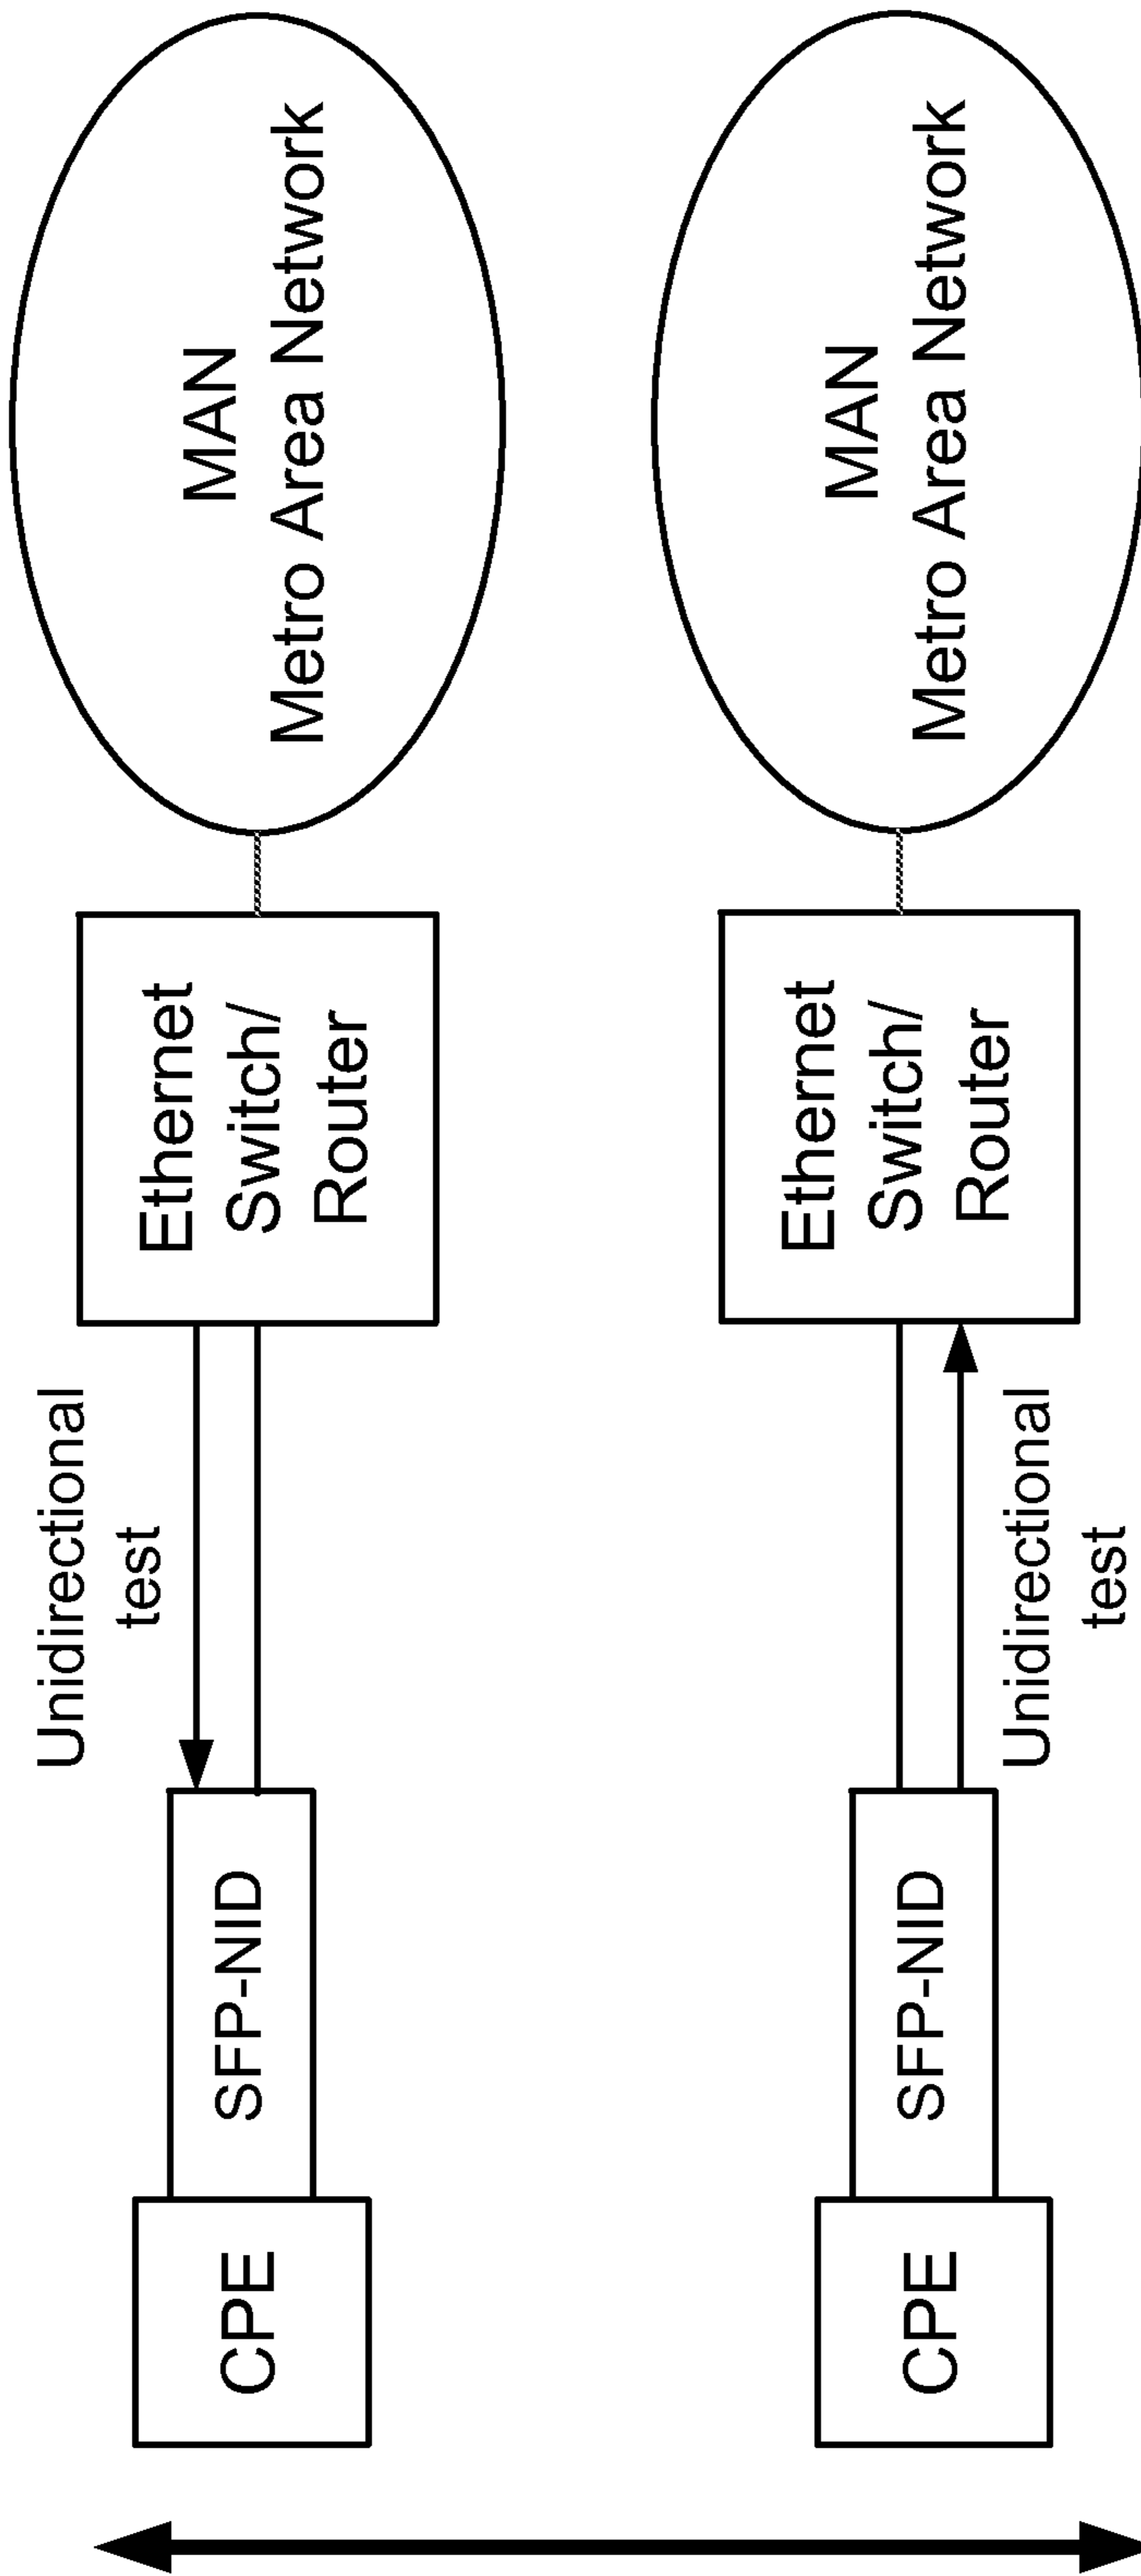 Unidirectional
test
CPE
SFP-NID
Ethernet
Switch/
Router
MAN
Metro Area Network
CPE
SFP-NID
Ethernet
Switch/
Router
MAN
Metro Area Network
Unidirectional
test